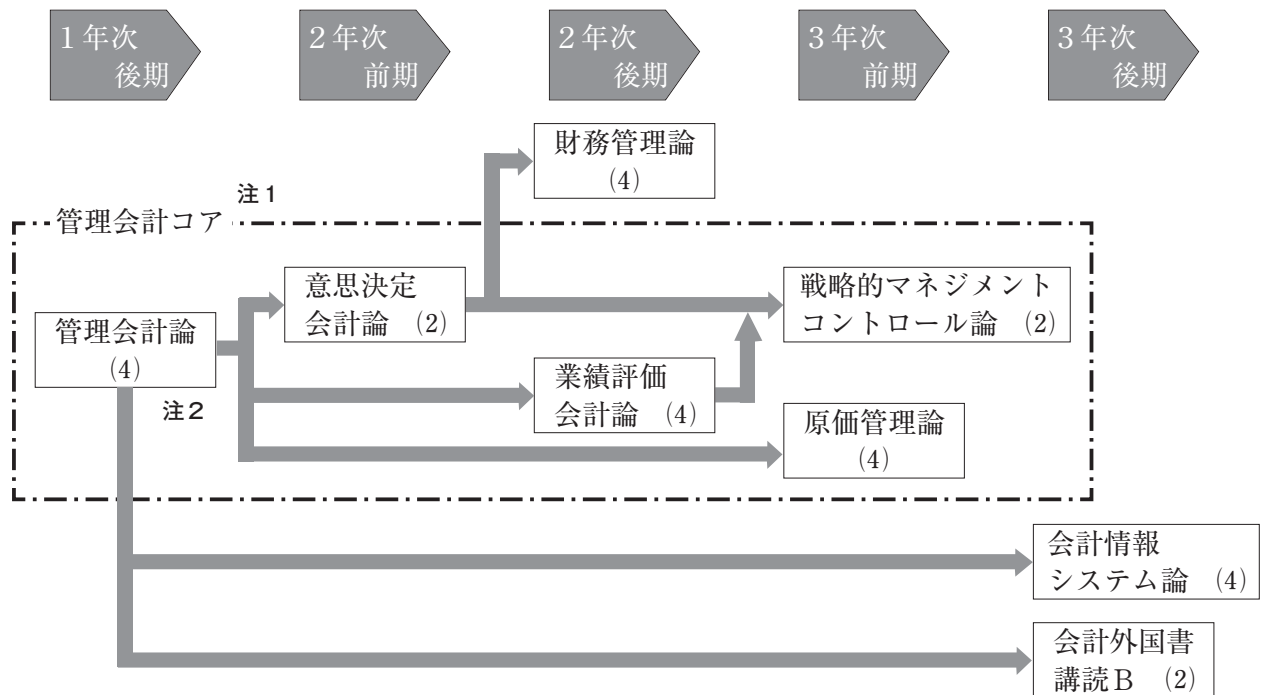 １年次
後期
２年次
前期
２年次
後期
３年次
前期
３年次
後期
財務管理論
(4)
注１
管理会計コア
意思決定
会計論 (2)
戦略的マネジメント
コントロール論 (2)
管理会計論
(4)
注２
業績評価
会計論 (4)
原価管理論
(4)
会計情報
システム論 (4)
会計外国書
講読Ｂ (2)